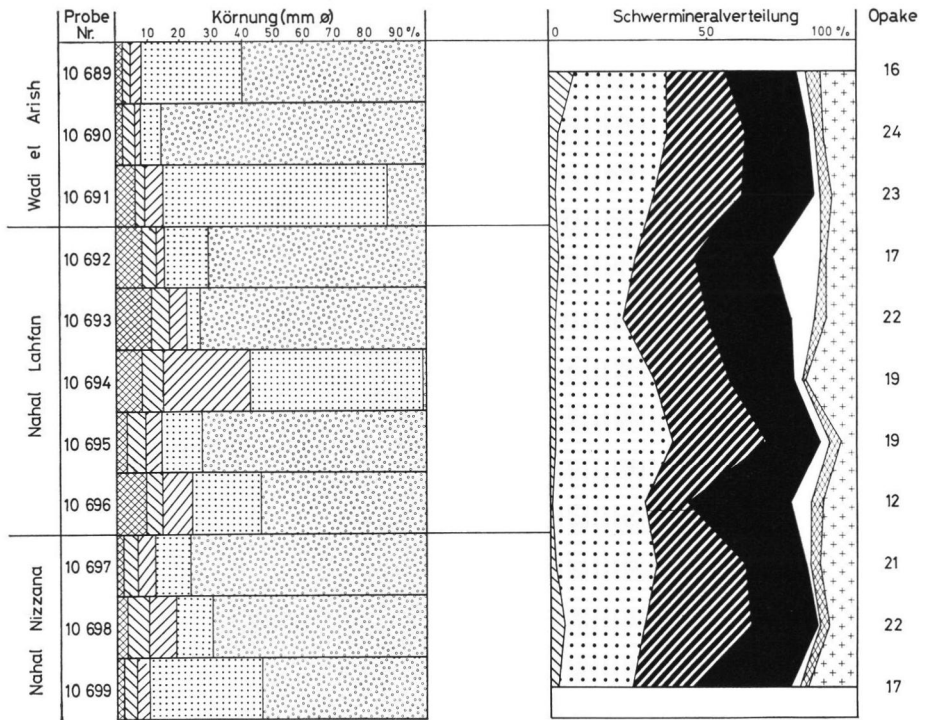 Probe Nr. Körnung (mm ø) Schwermineralverteilung Opake
10 20 30 40 60 80 90 %
0 50 100 %
Wadi el Arish
10 689 16
10 690 24
10 691 23
Nahal Lahfan
10 692 17
10 693 22
10 694 19
10 695 19
10 696 12
Nahal Nizzana
10 697 21
10 698 22
10 699 17